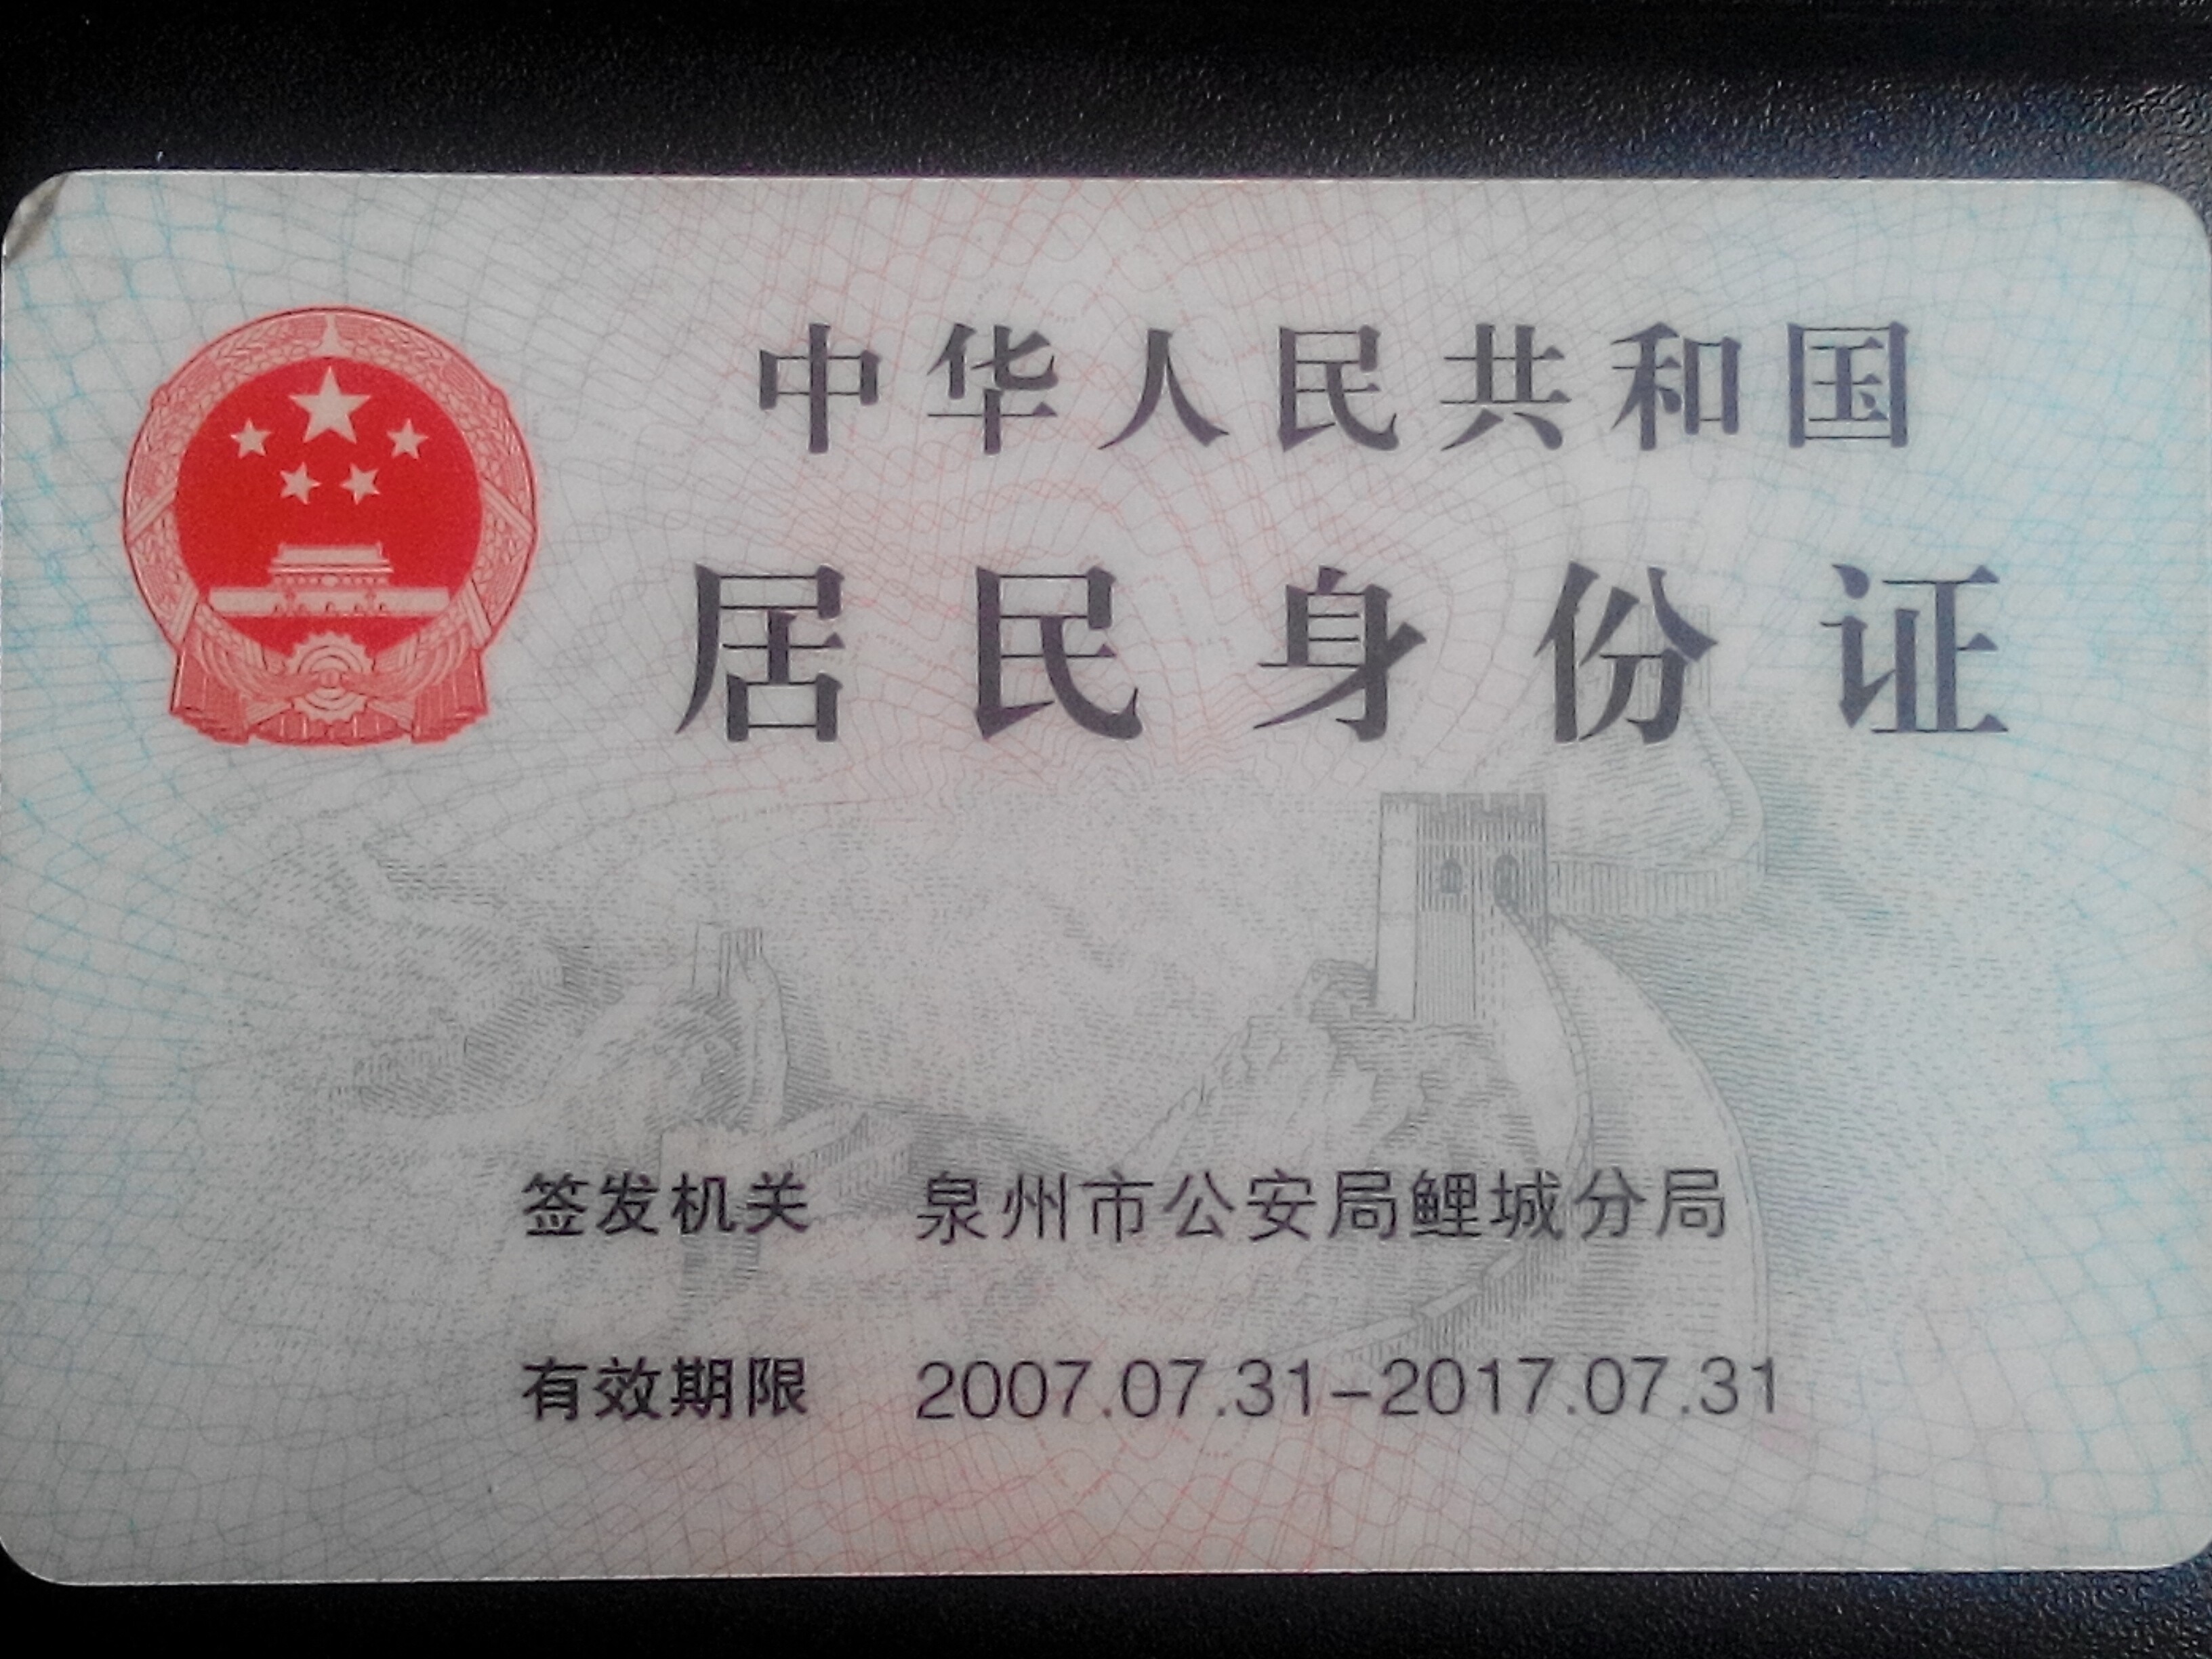 中华人民共和国
居民身份证
签发机关 泉州市公安局鲤城分局
有效期限 2007.07.31-2017.07.31